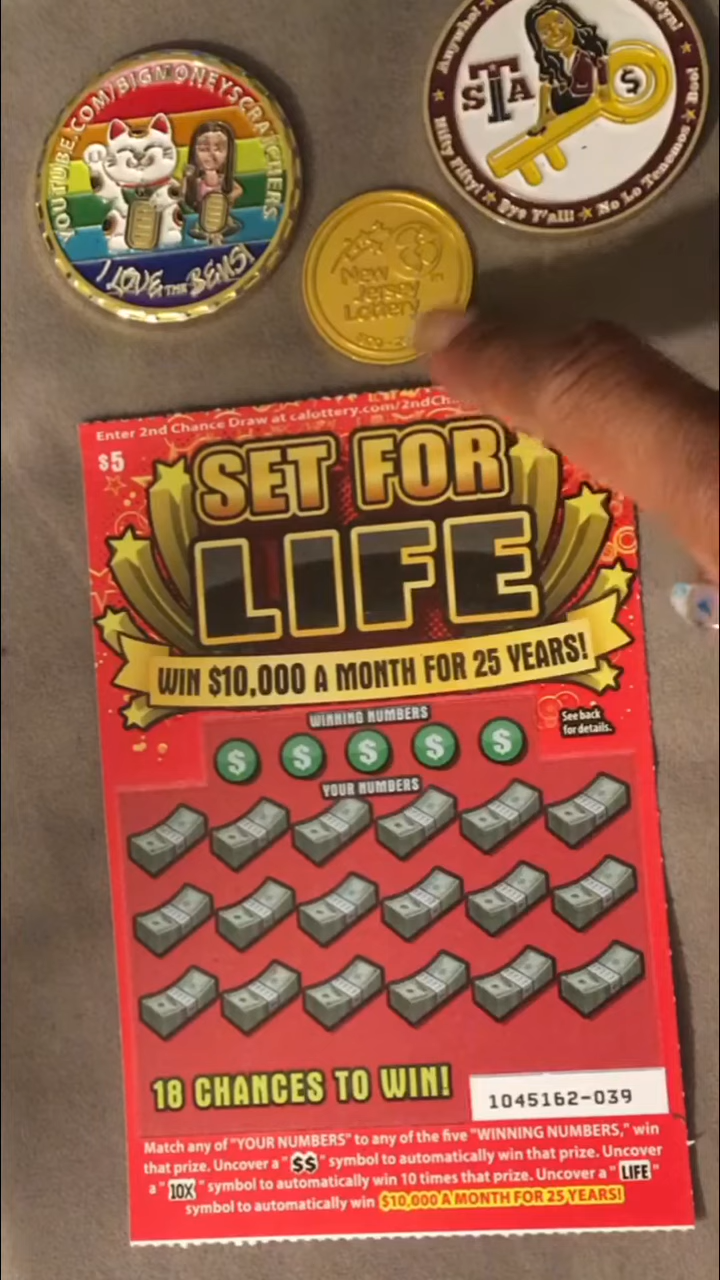 YOUTUBE.COM/BIGMONEYSCRATCHERS
I LOVE THE BEMS!
Anywho!
STA
$
Nifty Fifty! ★ Bye Y'all! ★ No Lo Tenemos ★ Boo!
New
Jersey
Lottery
Enter 2nd Chance Draw at calottery.com/2ndCh
$5
SET FOR
LIFE
WIN $10,000 A MONTH FOR 25 YEARS!
See back
for details.
WINNING NUMBERS
$ $ $ $ $
YOUR NUMBERS
18 CHANCES TO WIN!
1045162-039
Match any of "YOUR NUMBERS" to any of the five "WINNING NUMBERS," win
that prize. Uncover a "$$" symbol to automatically win that prize. Uncover
a "10X" symbol to automatically win 10 times that prize. Uncover a "LIFE"
symbol to automatically win $10,000 A MONTH FOR 25 YEARS!